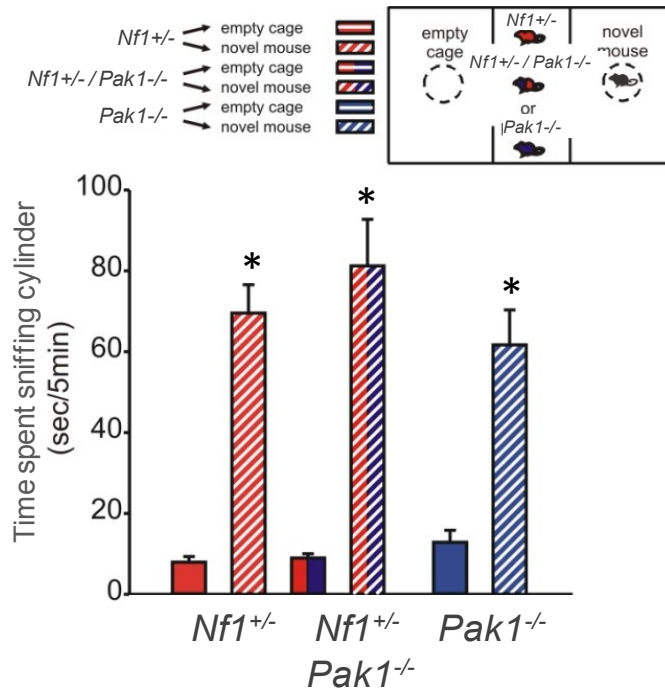 Nf1+/- empty cage
novel mouse
Nf1+/- / Pak1-/- empty cage
novel mouse
Pak1-/- empty cage
novel mouse
empty
cage
Nf1+/-
Nf1+/- / Pak1-/-
or
Pak1-/-
novel
mouse
Time spent sniffing cylinder
(sec/5min)
100
80
60
40
20
0
*
*
*
Nf1+/-
Nf1+/-
Pak1-/-
Pak1-/-